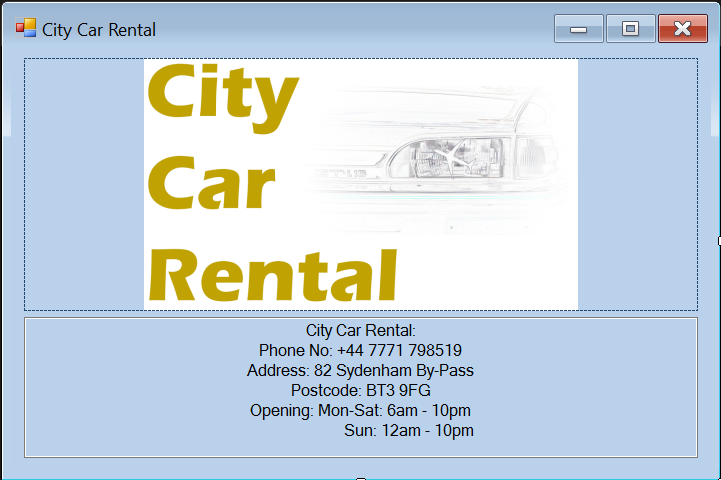 City Car Rental
City
Car
Rental
City Car Rental:
Phone No: +44 7771 798519
Address: 82 Sydenham By-Pass
Postcode: BT3 9FG
Opening: Mon-Sat: 6am - 10pm
Sun: 12am - 10pm